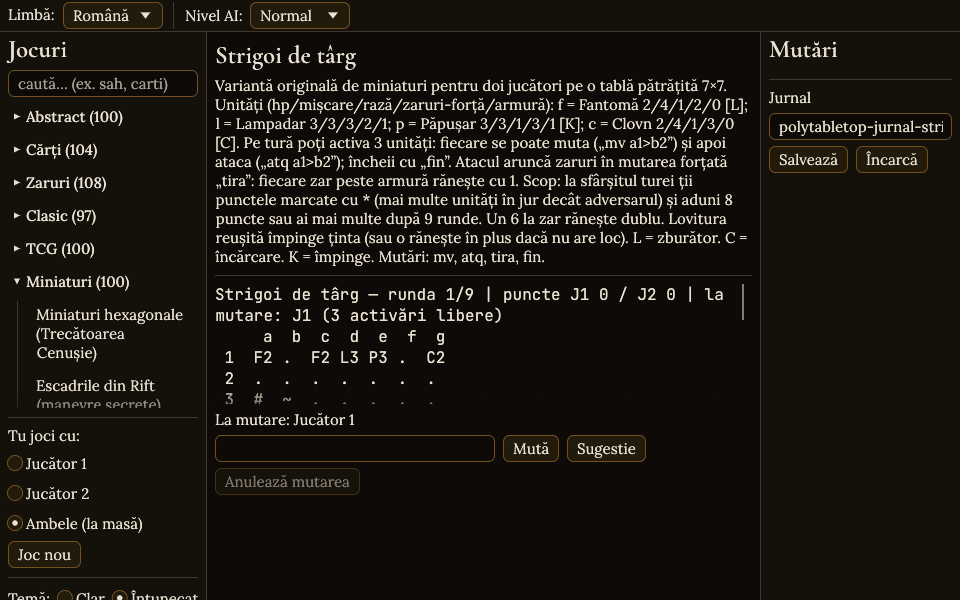 Limbă: Română ▼ Nivel AI: Normal ▼
Jocuri
caută... (ex. sah, carti)
▸ Abstract (100)
▸ Cărți (104)
▸ Zaruri (108)
▸ Clasic (97)
▸ TCG (100)
▾ Miniaturi (100)
Miniaturi hexagonale
(Trecătoarea
Cenușie)
Escadrile din Rift
(manevre secrete)
Tu joci cu:
Jucător 1
Jucător 2
Ambele (la masă)
Joc nou
Temă: Clar Întunecat
Strigoi de târg
Variantă originală de miniaturi pentru doi jucători pe o tablă pătrățită 7×7.
Unități (hp/mișcare/rază/zaruri-forță/armură): f = Fantomă 2/4/1/2/0 [L];
l = Lampadar 3/3/3/2/1; p = Păpușar 3/3/1/3/1 [K]; c = Clovn 2/4/1/3/0
[C]. Pe tură poți activa 3 unități: fiecare se poate muta („mv a1>b2”) și apoi
ataca („atq a1>b2”); închei cu „fin”. Atacul aruncă zaruri în mutarea forțată
„tira”: fiecare zar peste armură rănește cu 1. Scop: la sfârșitul turei ții
punctele marcate cu * (mai multe unități în jur decât adversarul) și aduni 8
puncte sau ai mai multe după 9 runde. Un 6 la zar rănește dublu. Lovitura
reușită împinge ținta (sau o rănește în plus dacă nu are loc). L = zburător. C =
încărcare. K = împinge. Mutări: mv, atq, tira, fin.
Strigoi de târg — runda 1/9 | puncte J1 0 / J2 0 | la
mutare: J1 (3 activări libere)
a b c d e f g
1 F2 . F2 L3 P3 . C2
2 . . . . . . .
3 # ~ . . . . .
La mutare: Jucător 1
Mută Sugestie
Anulează mutarea
Mutări
Jurnal
polytabletop-jurnal-stri
Salvează Încarcă